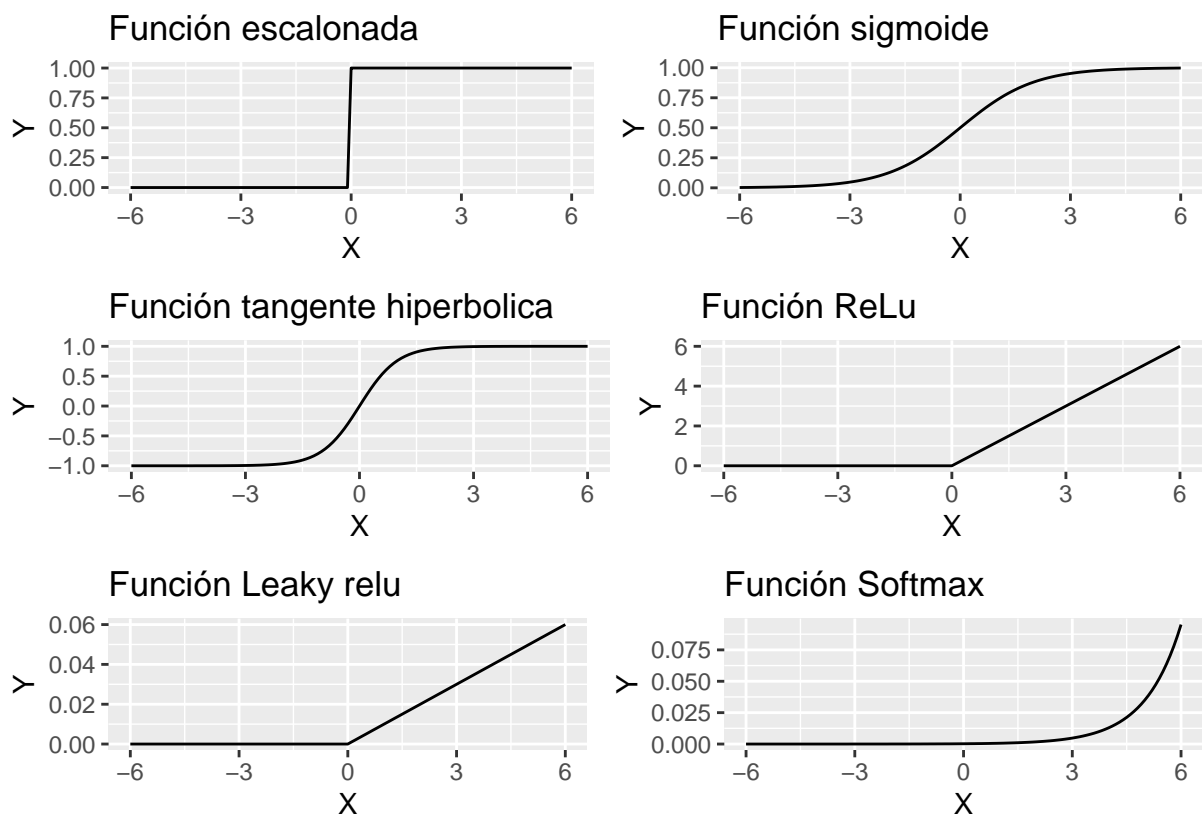 Función escalonada
1.00
0.75
0.50
0.25
0.00
Y
−6 −3 0 3 6
X
Función sigmoide
1.00
0.75
0.50
0.25
0.00
Y
−6 −3 0 3 6
X
Función tangente hiperbolica
1.0
0.5
0.0
−0.5
−1.0
Y
−6 −3 0 3 6
X
Función ReLu
6
4
2
0
Y
−6 −3 0 3 6
X
Función Leaky relu
0.06
0.04
0.02
0.00
Y
−6 −3 0 3 6
X
Función Softmax
0.075
0.050
0.025
0.000
Y
−6 −3 0 3 6
X